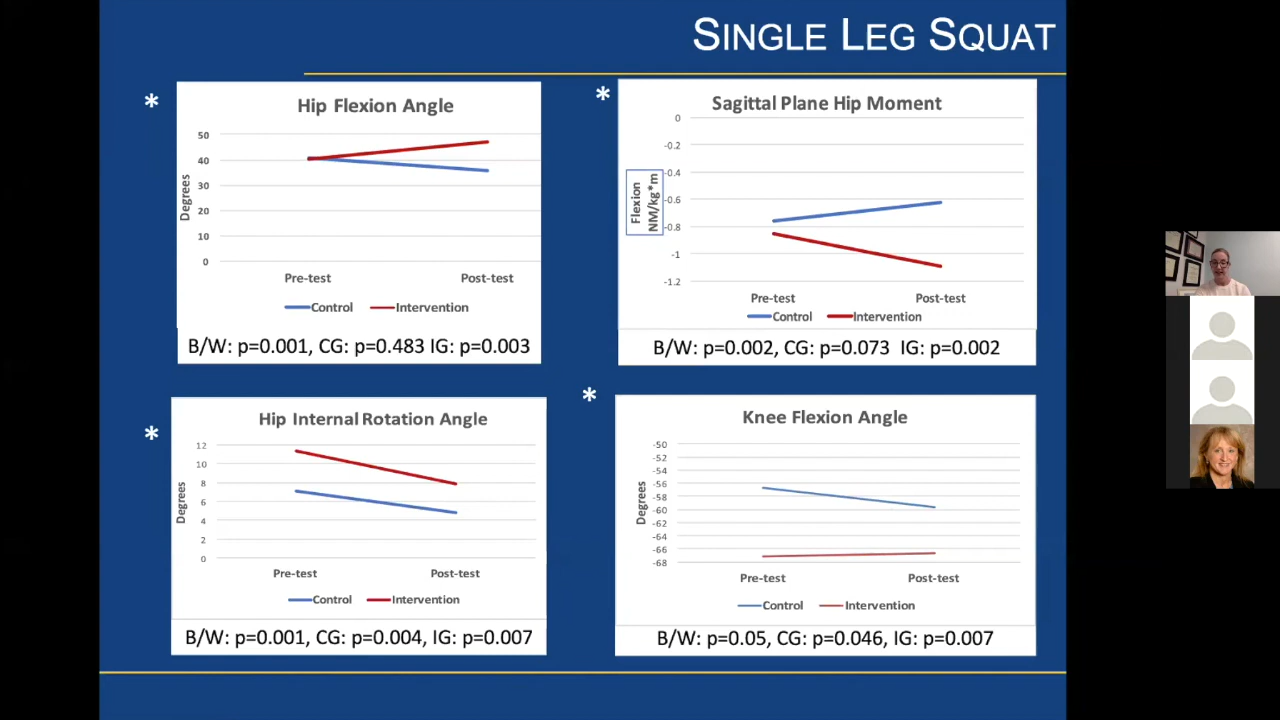 SINGLE LEG SQUAT
*
Hip Flexion Angle
50
40
30
20
10
0
Degrees
Pre-test Post-test
Control Intervention
B/W: p=0.001, CG: p=0.483 IG: p=0.003
*
Sagittal Plane Hip Moment
0
-0.2
-0.4
-0.6
-0.8
-1
-1.2
Flexion
NM/kg*m
Pre-test Post-test
Control Intervention
B/W: p=0.002, CG: p=0.073 IG: p=0.002
*
Hip Internal Rotation Angle
12
10
8
6
4
2
0
Degrees
Pre-test Post-test
Control Intervention
B/W: p=0.001, CG: p=0.004, IG: p=0.007
*
Knee Flexion Angle
-50
-52
-54
-56
-58
-60
-62
-64
-66
-68
Degrees
Pre-test Post-test
Control Intervention
B/W: p=0.05, CG: p=0.046, IG: p=0.007